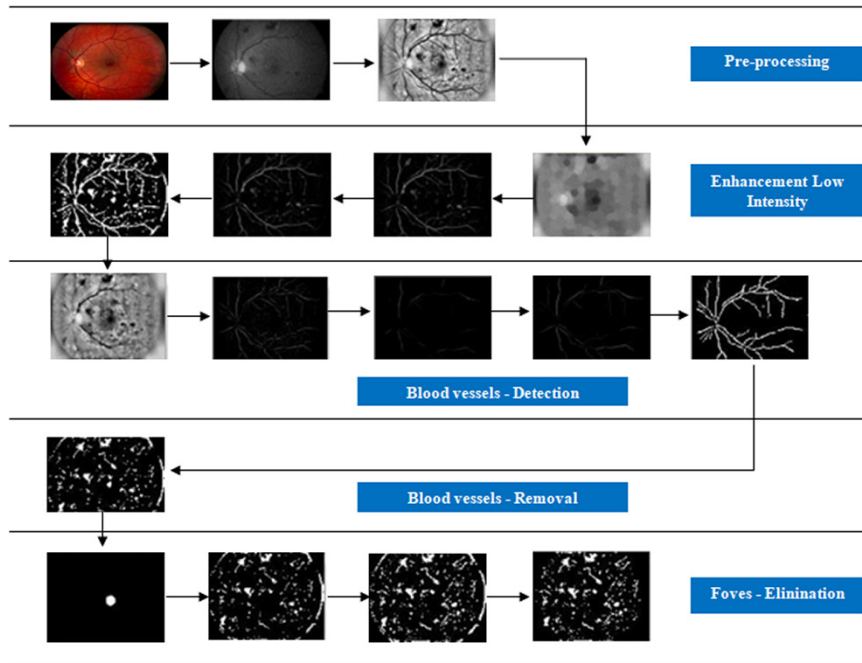 Pre-processing
Enhancement Low
Intensity
Blood vessels - Detection
Blood vessels - Removal
Foves - Elinination